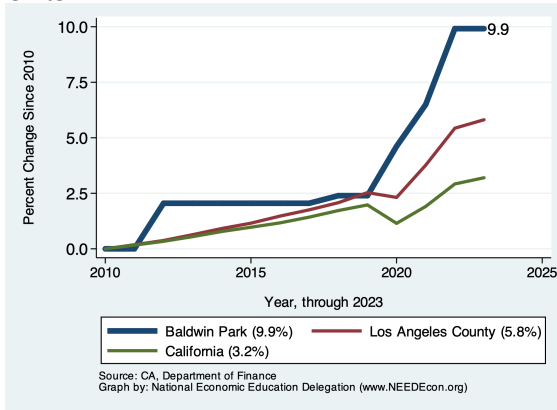 10.0
7.5
5.0
2.5
0.0
Percent Change Since 2010
9.9
2010 2015 2020 2025
Year, through 2023
Baldwin Park (9.9%) Los Angeles County (5.8%)
California (3.2%)
Source: CA, Department of Finance
Graph by: National Economic Education Delegation (www.NEEDEcon.org)